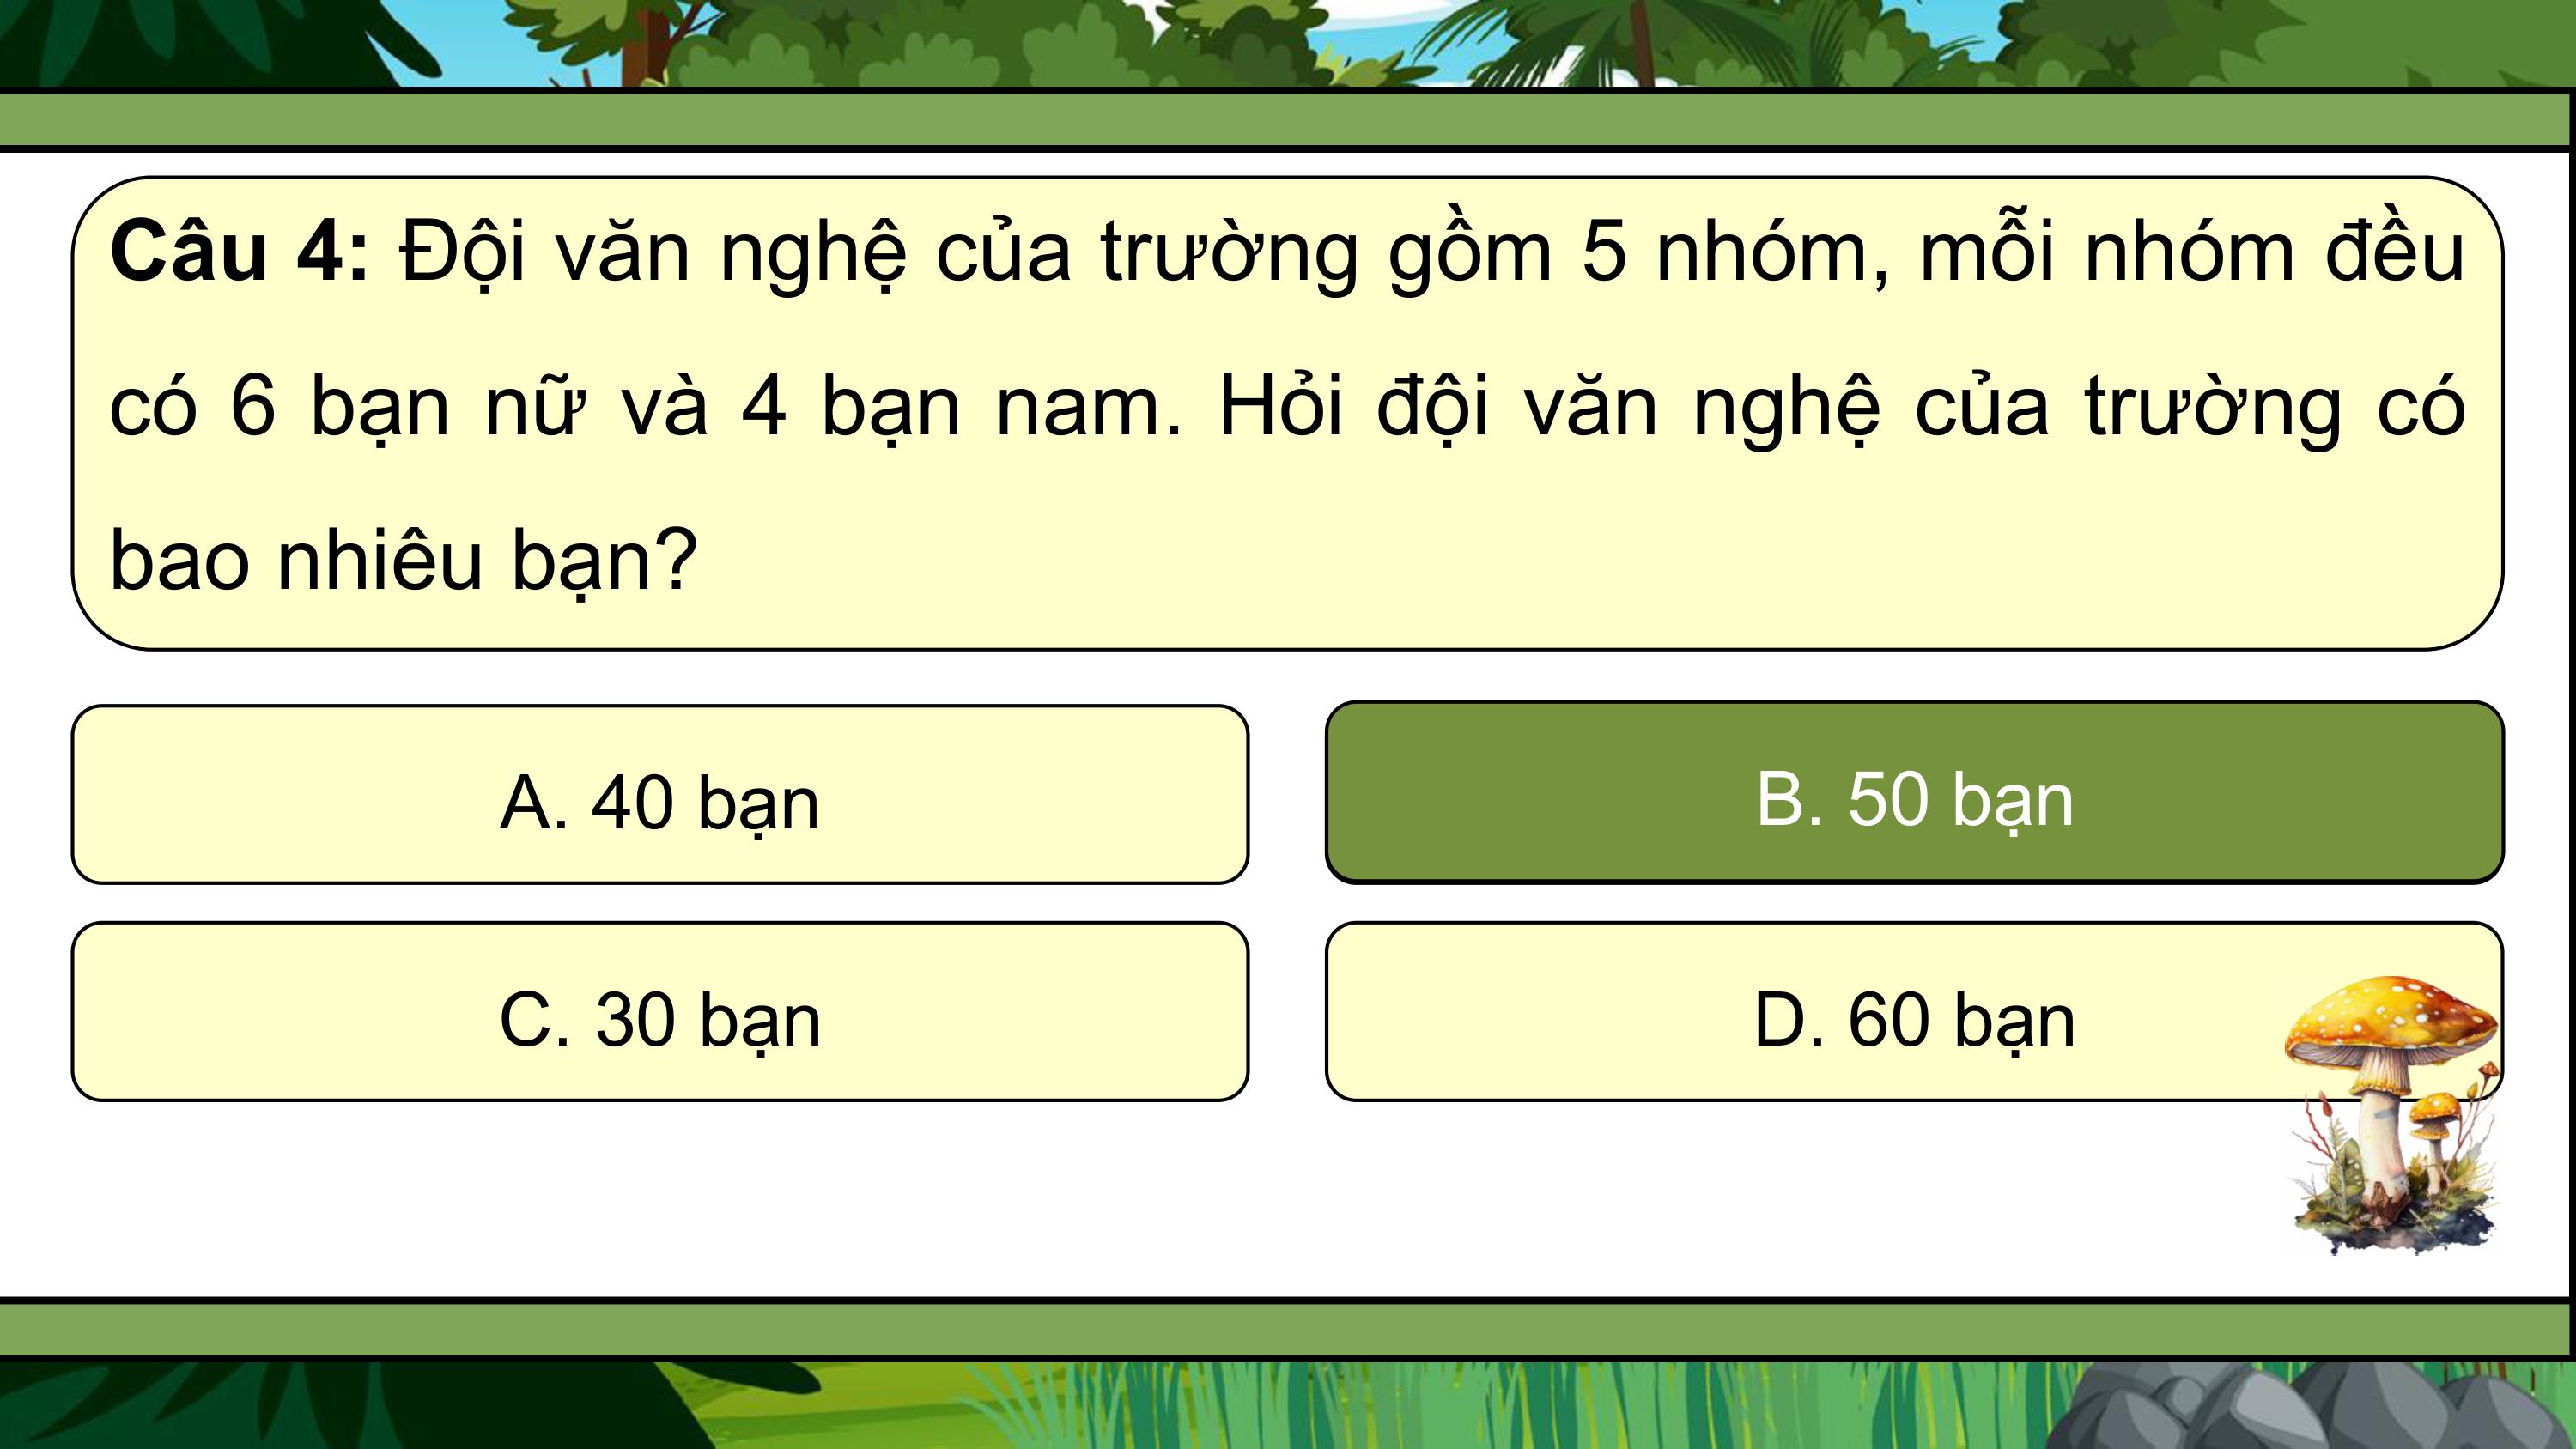 Câu 4: Đội văn nghệ của trường gồm 5 nhóm, mỗi nhóm đều
có 6 bạn nữ và 4 bạn nam. Hỏi đội văn nghệ của trường có
bao nhiêu bạn?
A. 40 bạn
B. 50 bạn
C. 30 bạn
D. 60 bạn